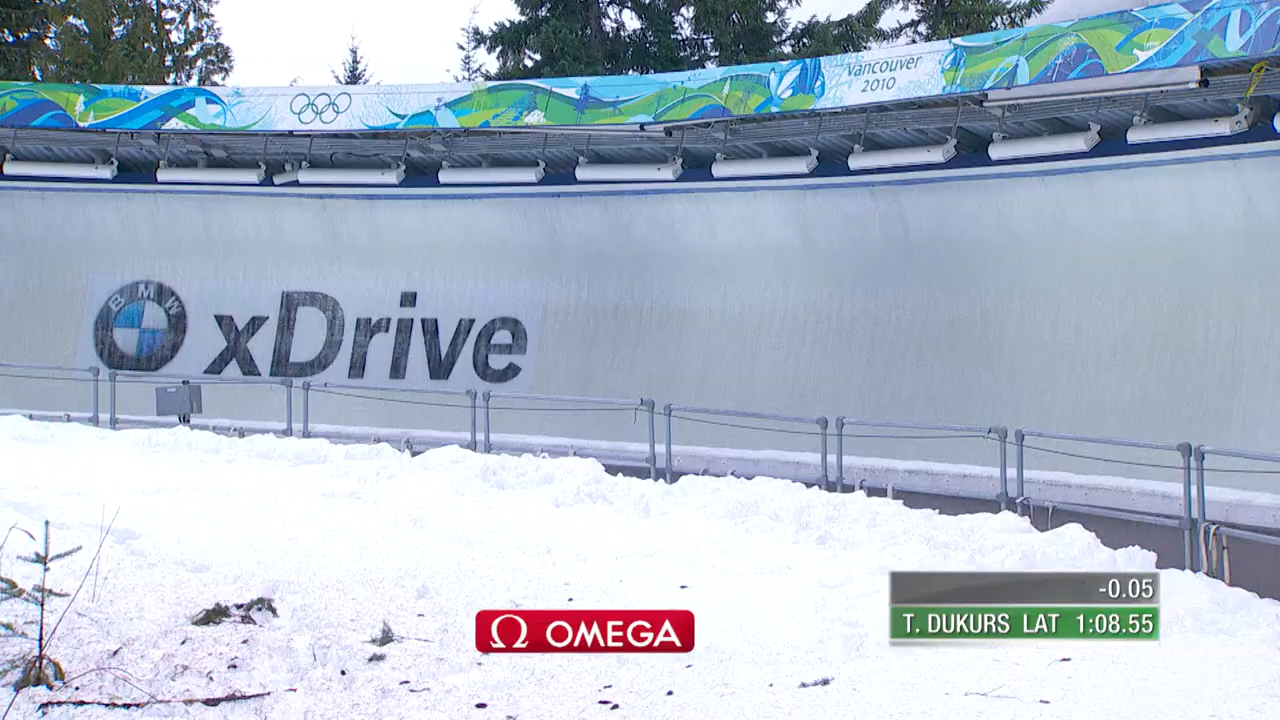 Vancouver
2010
BMW
xDrive
-0.05
T. DUKURS LAT 1:08.55
Ω OMEGA